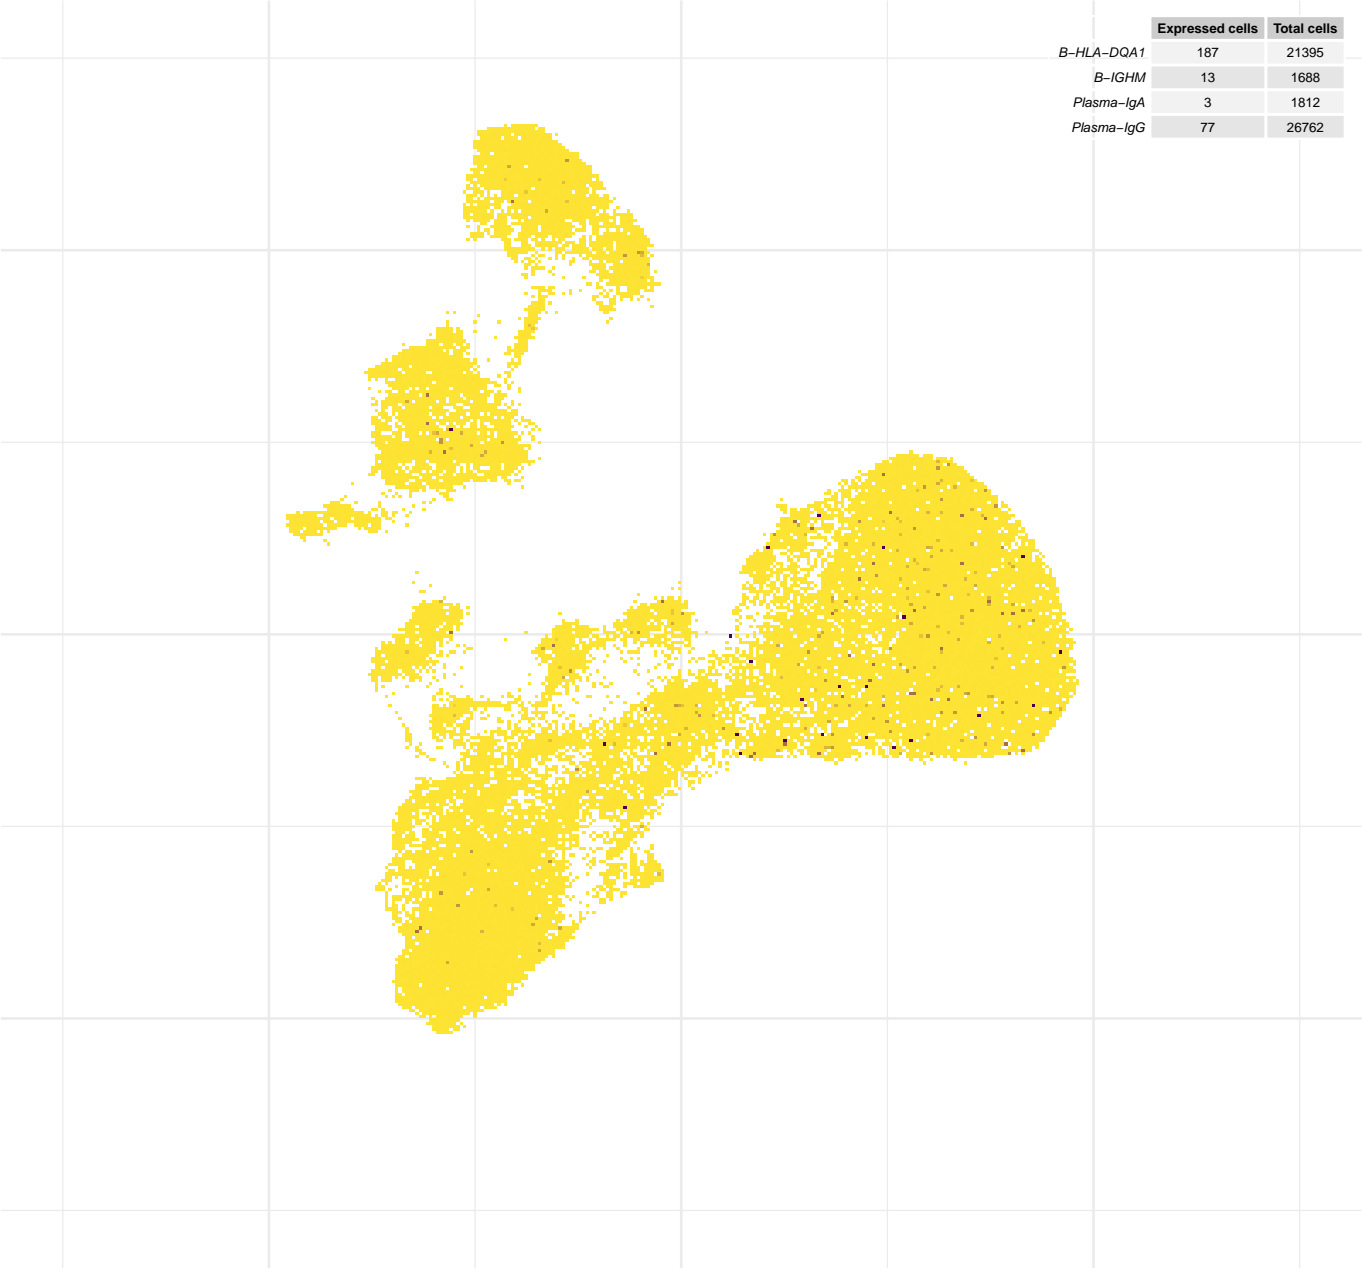 Expressed cells Total cells
B−HLA−DQA1 187 21395
B−IGHM 13 1688
Plasma−IgA 3 1812
Plasma−IgG 77 26762